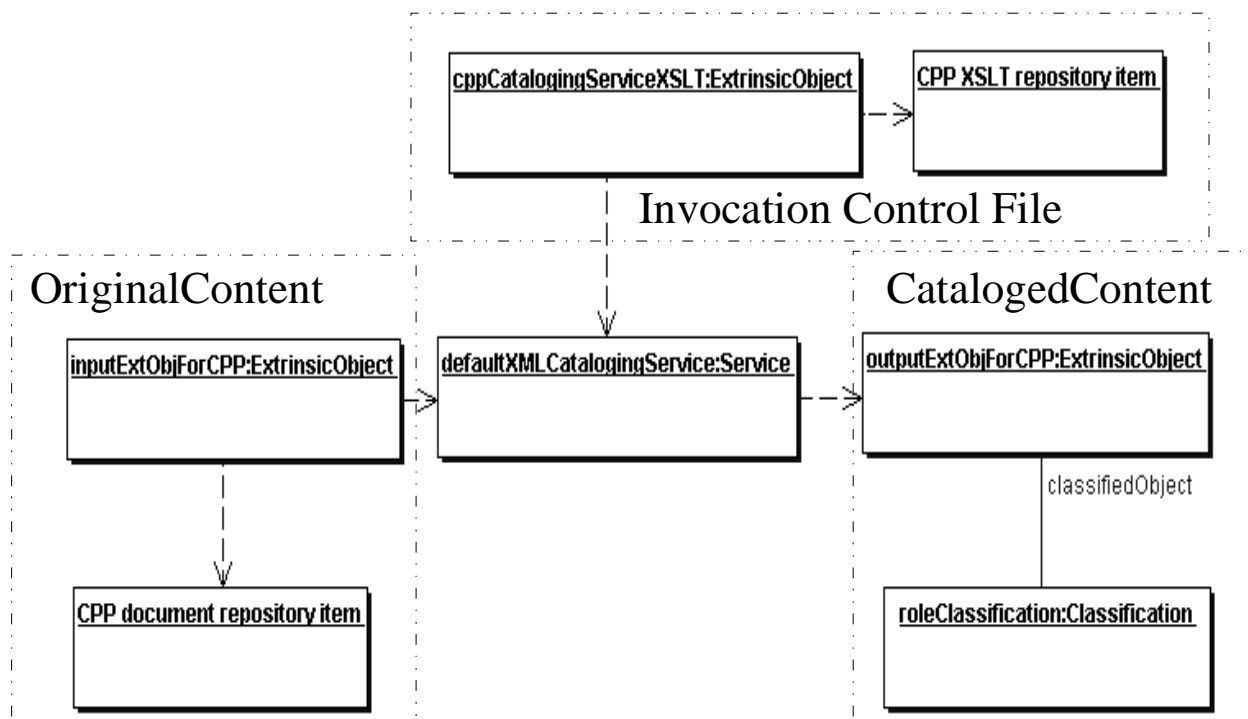 cppCatalogingServiceXSLT:ExtrinsicObject
CPP XSLT repository item
Invocation Control File
OriginalContent
CatalogedContent
inputExtObjForCPP:ExtrinsicObject
defaultXMLCatalogingService:Service
outputExtObjForCPP:ExtrinsicObject
classifiedObject
CPP document repository item
roleClassification:Classification